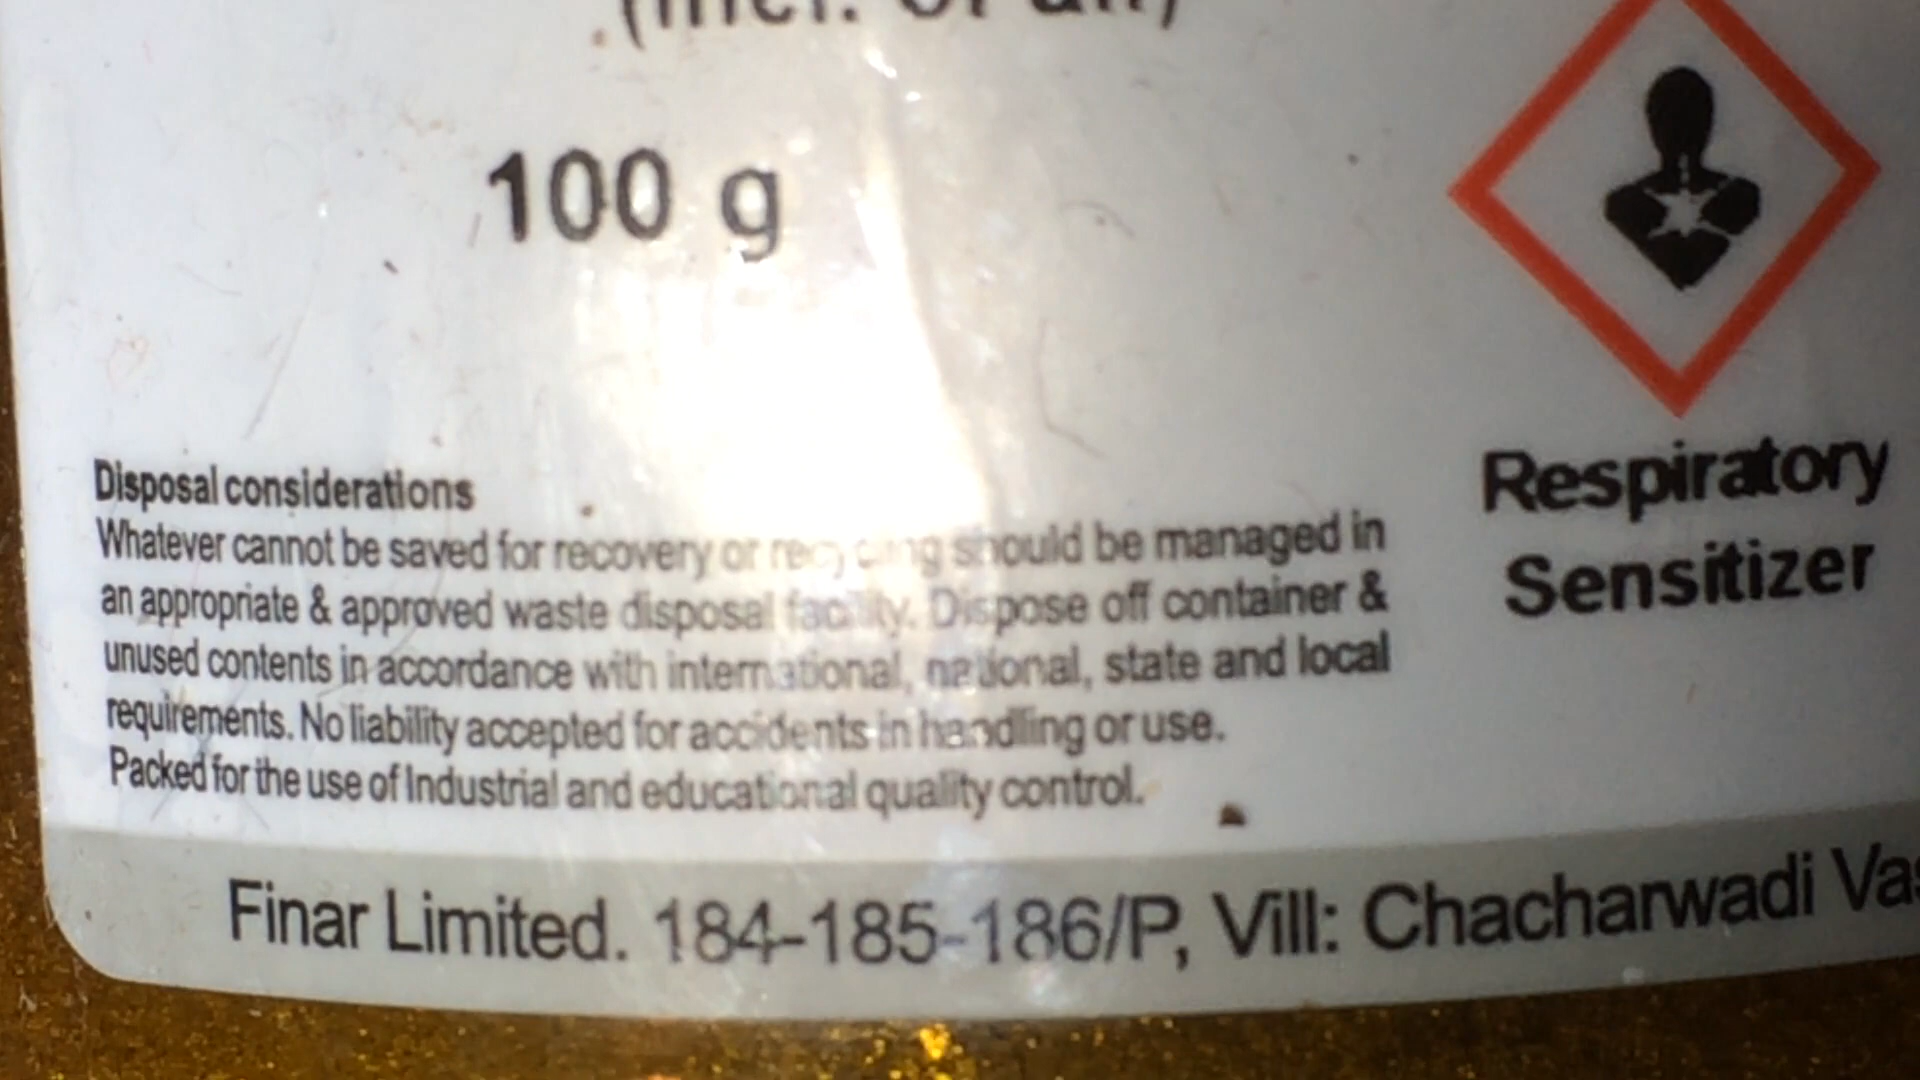 100 g
Respiratory
Sensitizer
Disposal considerations
Whatever cannot be saved for recovery or recycling should be managed in
an appropriate & approved waste disposal facility. Dispose off container &
unused contents in accordance with international, national, state and local
requirements. No liability accepted for accidents in handling or use.
Packed for the use of Industrial and educational quality control.
Finar Limited. 184-185-186/P, Vill: Chacharwadi